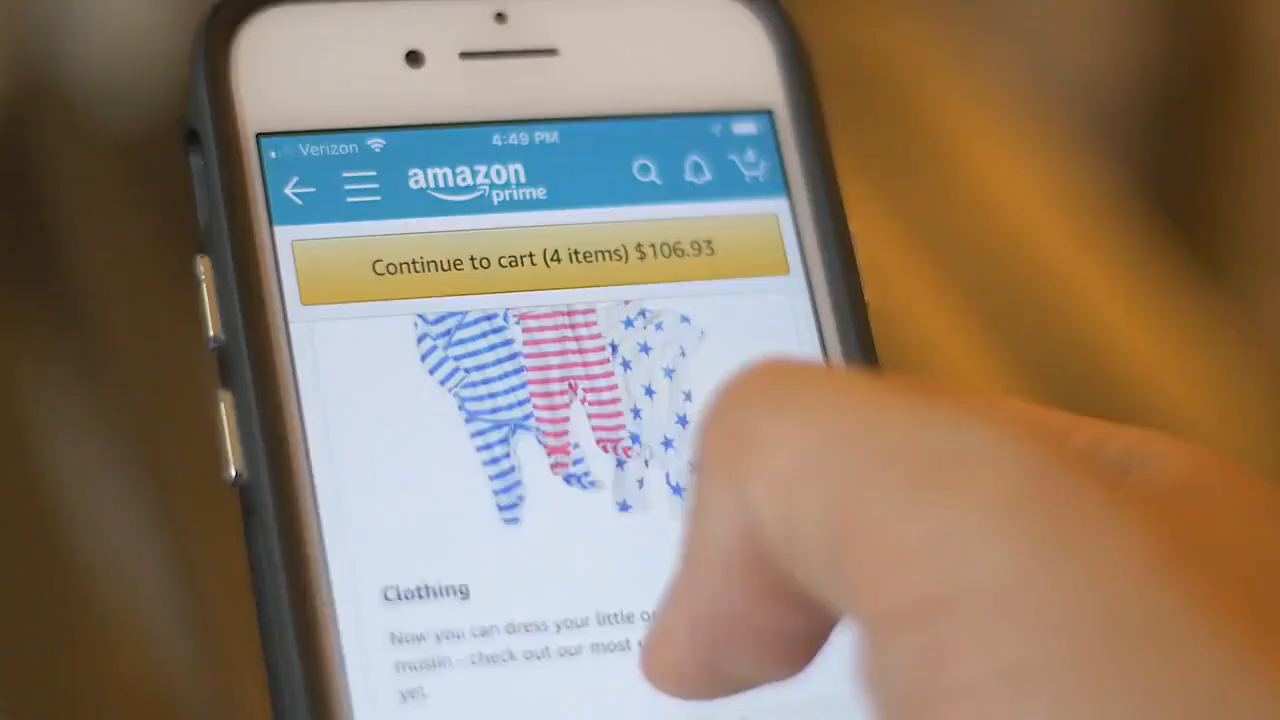 Verizon 4:49 PM
amazon
prime
4
Continue to cart (4 items) $106.93
Clothing
Now you can dress your little
muslin - check out our most
yet.